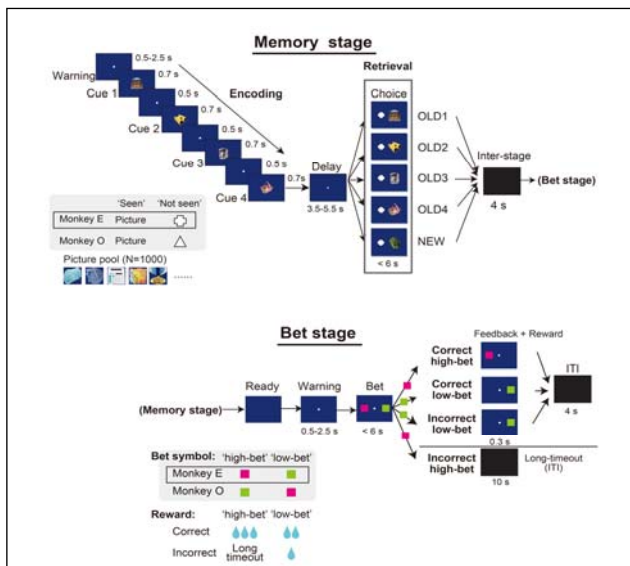 Memory stage
0.5-2.5 s
Warning
0.7 s
Cue 1
0.5 s
Encoding
0.7 s
Cue 2
0.5 s
0.7 s
Cue 3
0.5 s
Cue 4
0.7s
Delay
3.5-5.5 s
Retrieval
Choice
OLD1
OLD2
OLD3
OLD4
NEW
< 6 s
Inter-stage
4 s
(Bet stage)
'Seen' 'Not seen'
Monkey E Picture
Monkey O Picture
Picture pool (N=1000)
......
Bet stage
Feedback + Reward
(Memory stage)
Ready
Warning
0.5-2.5 s
Bet
< 6 s
Correct
high-bet
Correct
low-bet
Incorrect
low-bet
0.3 s
ITI
4 s
Incorrect
high-bet
10 s
Long-timeout
(ITI)
Bet symbol: 'high-bet' 'low-bet'
Monkey E
Monkey O
Reward: 'high-bet' 'low-bet'
Correct
Incorrect Long
timeout